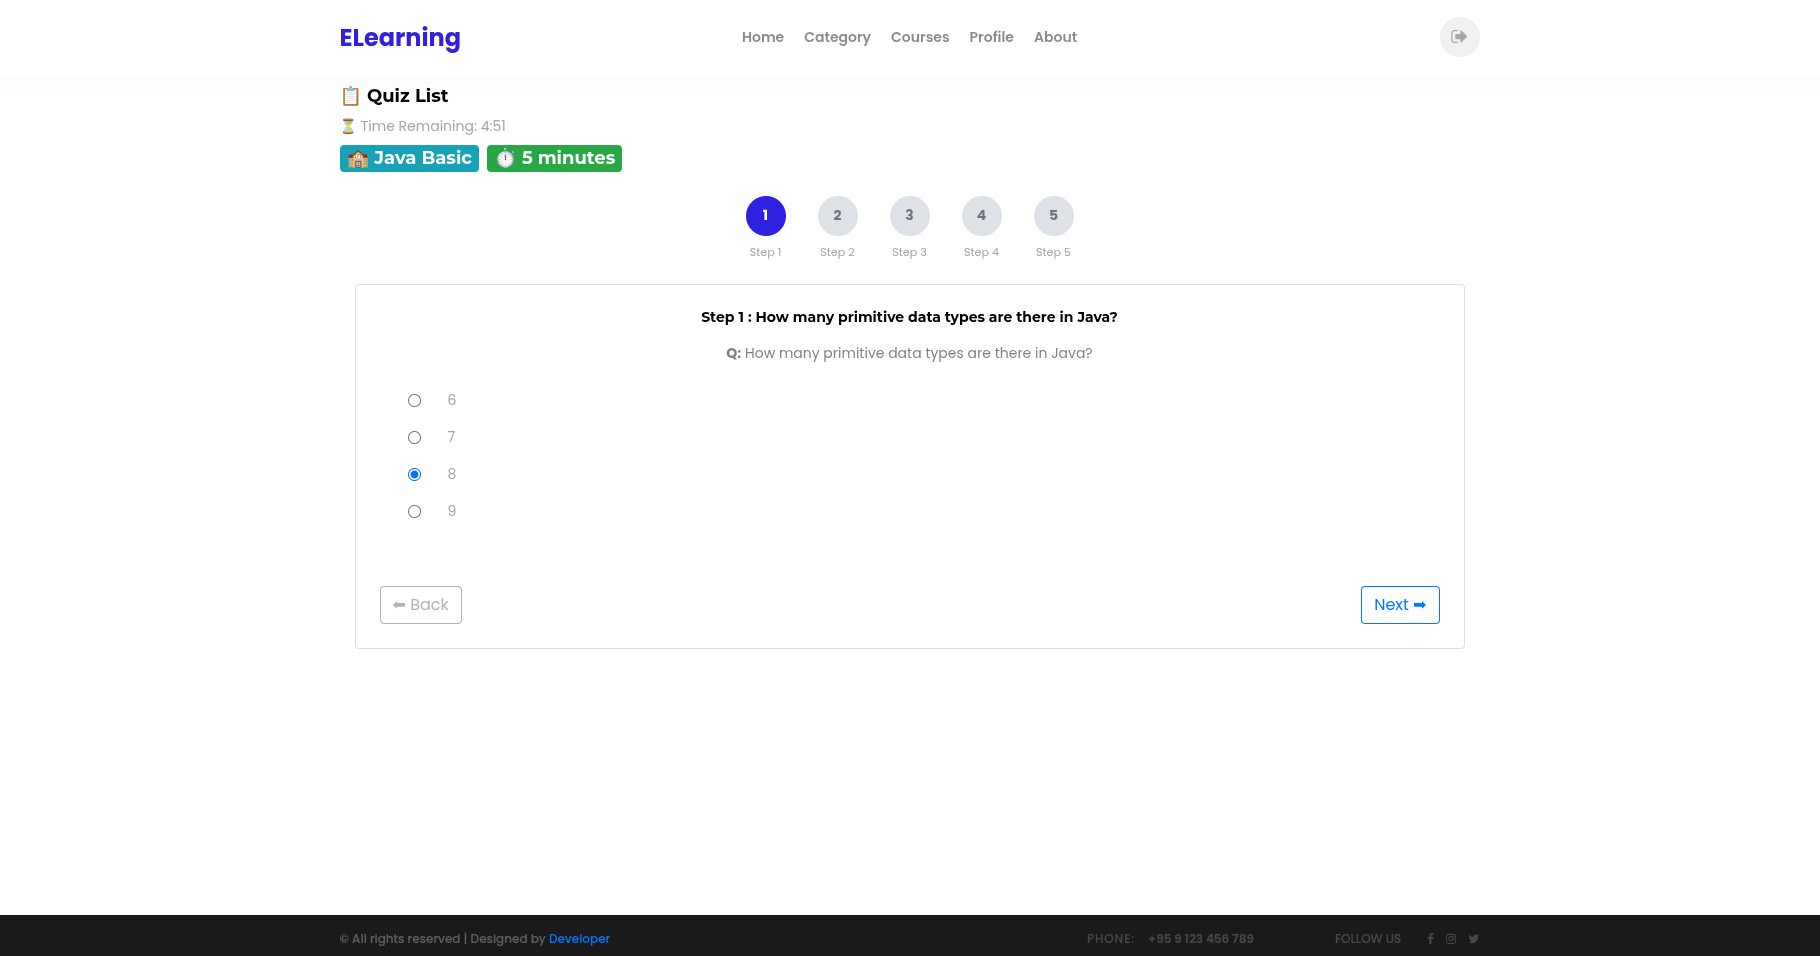 ELearning
Home Category Courses Profile About
📋 Quiz List
⏳ Time Remaining: 4:51
🏫 Java Basic ⏱️ 5 minutes
1 2 3 4 5
Step 1 Step 2 Step 3 Step 4 Step 5
Step 1 : How many primitive data types are there in Java?
Q: How many primitive data types are there in Java?
6
7
8
9
⬅ Back Next ➡
© All rights reserved | Designed by Developer PHONE: +95 9 123 456 789 FOLLOW US